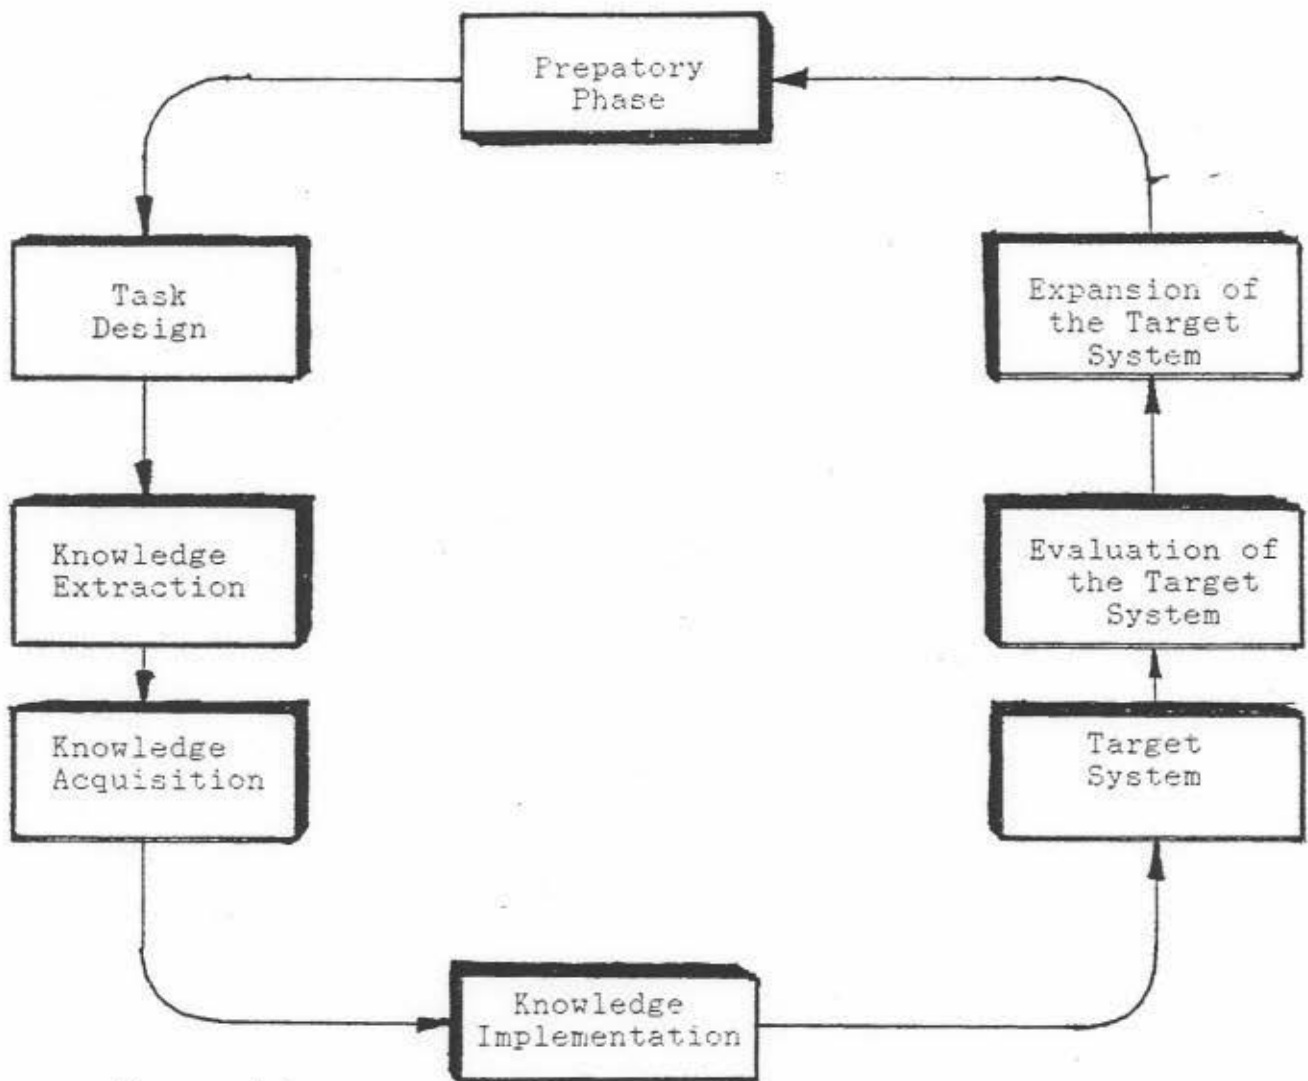 Prepatory
Phase
Task
Design
Knowledge
Extraction
Knowledge
Acquisition
Knowledge
Implementation
Target
System
Evaluation of
the Target
System
Expansion of
the Target
System